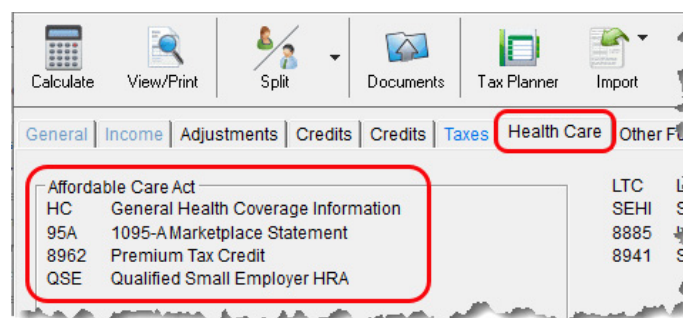 Calculate View/Print Split Documents Tax Planner Import
General Income Adjustments Credits Credits Taxes Health Care Other
Affordable Care Act
HC General Health Coverage Information
95A 1095-A Marketplace Statement
8962 Premium Tax Credit
QSE Qualified Small Employer HRA
LTC
SEHI
8885
8941